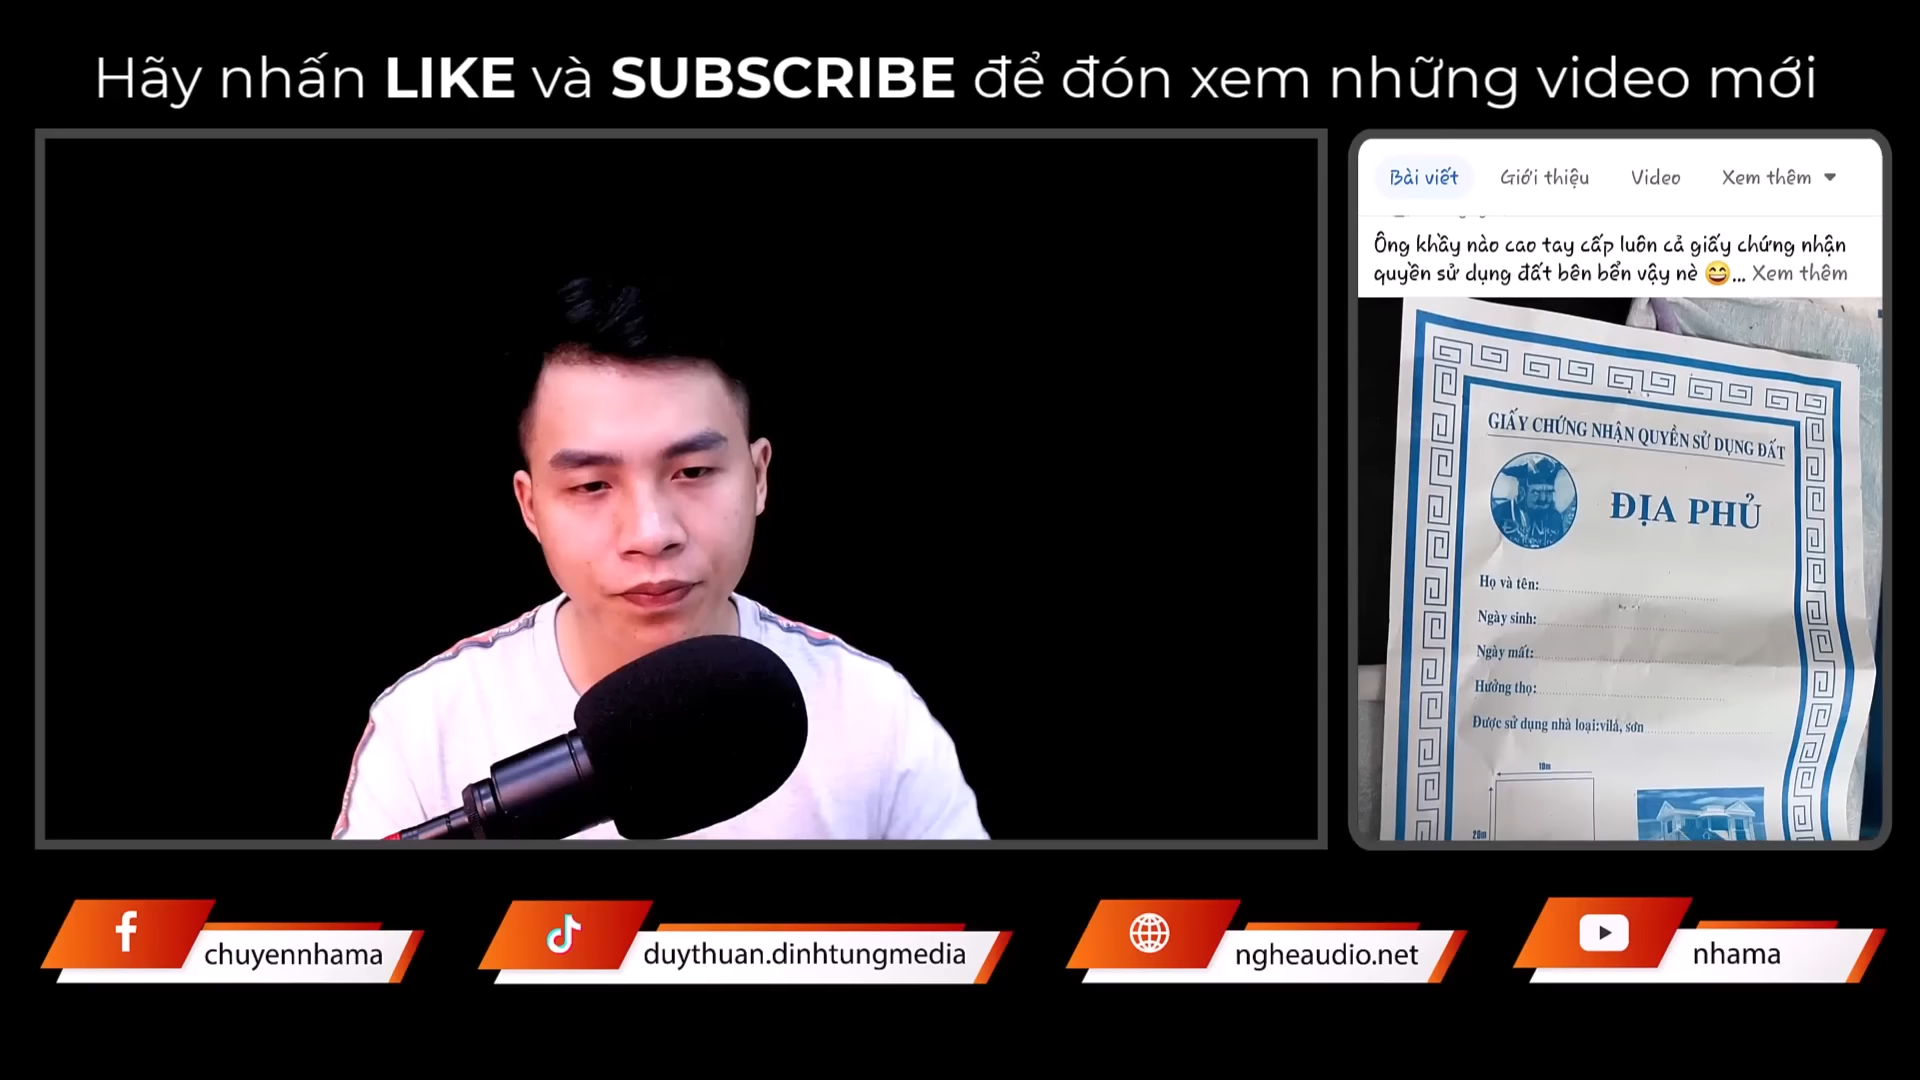 Hãy nhấn LIKE và SUBSCRIBE để đón xem những video mới
Bài viết Giới thiệu Video Xem thêm
Ông khầy nào cao tay cấp luôn cả giấy chứng nhận
quyền sử dụng đất bên bển vậy nè 😄... Xem thêm
GIẤY CHỨNG NHẬN QUYỀN SỬ DỤNG ĐẤT
ĐỊA PHỦ
Họ và tên:
Ngày sinh:
Ngày mất:
Hưởng thọ:
Được sử dụng nhà loại:vilá, sơn
10m
20m
chuyennhama
duythuan.dinhtungmedia
ngheaudio.net
nhama